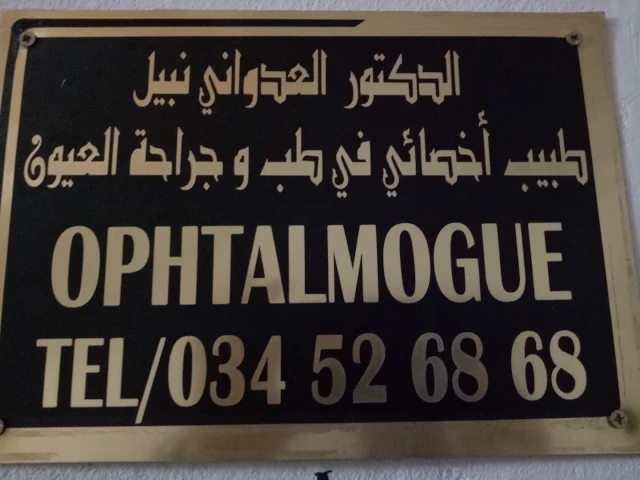 الدكتور العدواني نبيل
طبيب أخصائي في طب و جراحة العيون
OPHTALMOGUE
TEL/034 52 68 68